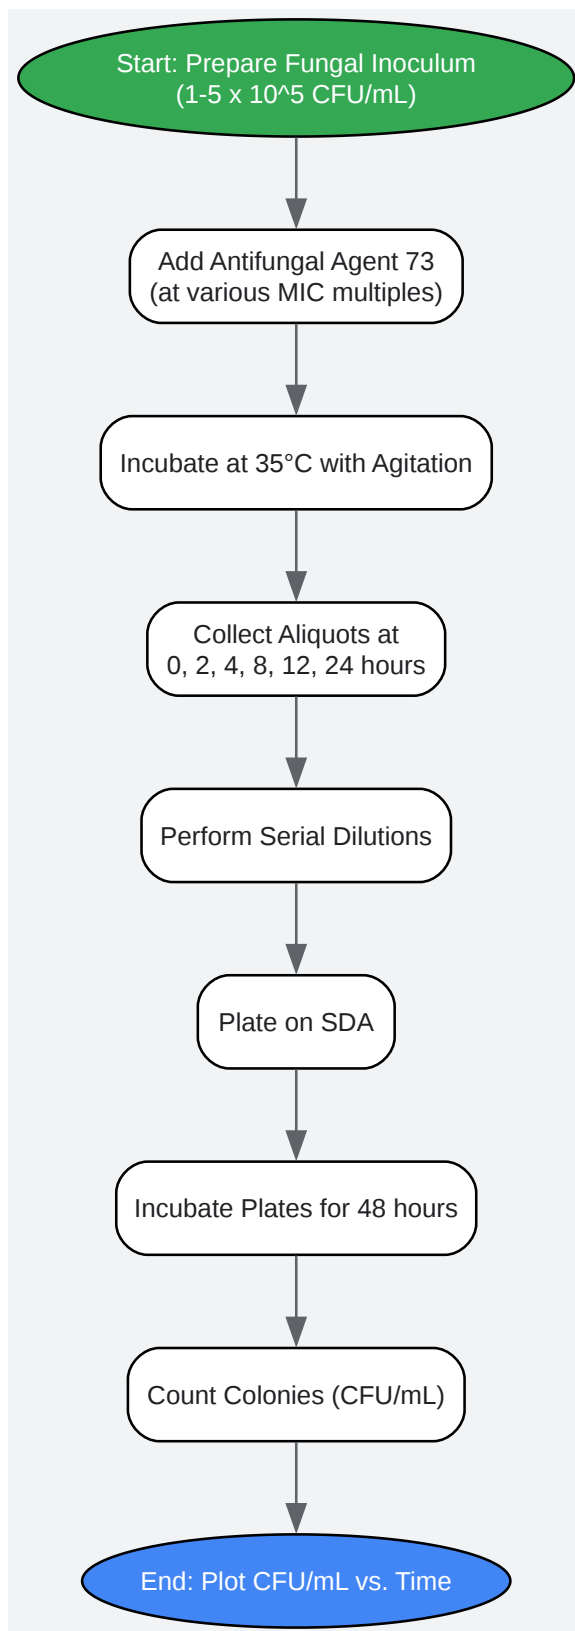 Start: Prepare Fungal Inoculum
(1-5 x 10^5 CFU/mL)
Add Antifungal Agent 73
(at various MIC multiples)
Incubate at 35°C with Agitation
Collect Aliquots at
0, 2, 4, 8, 12, 24 hours
Perform Serial Dilutions
Plate on SDA
Incubate Plates for 48 hours
Count Colonies (CFU/mL)
End: Plot CFU/mL vs. Time